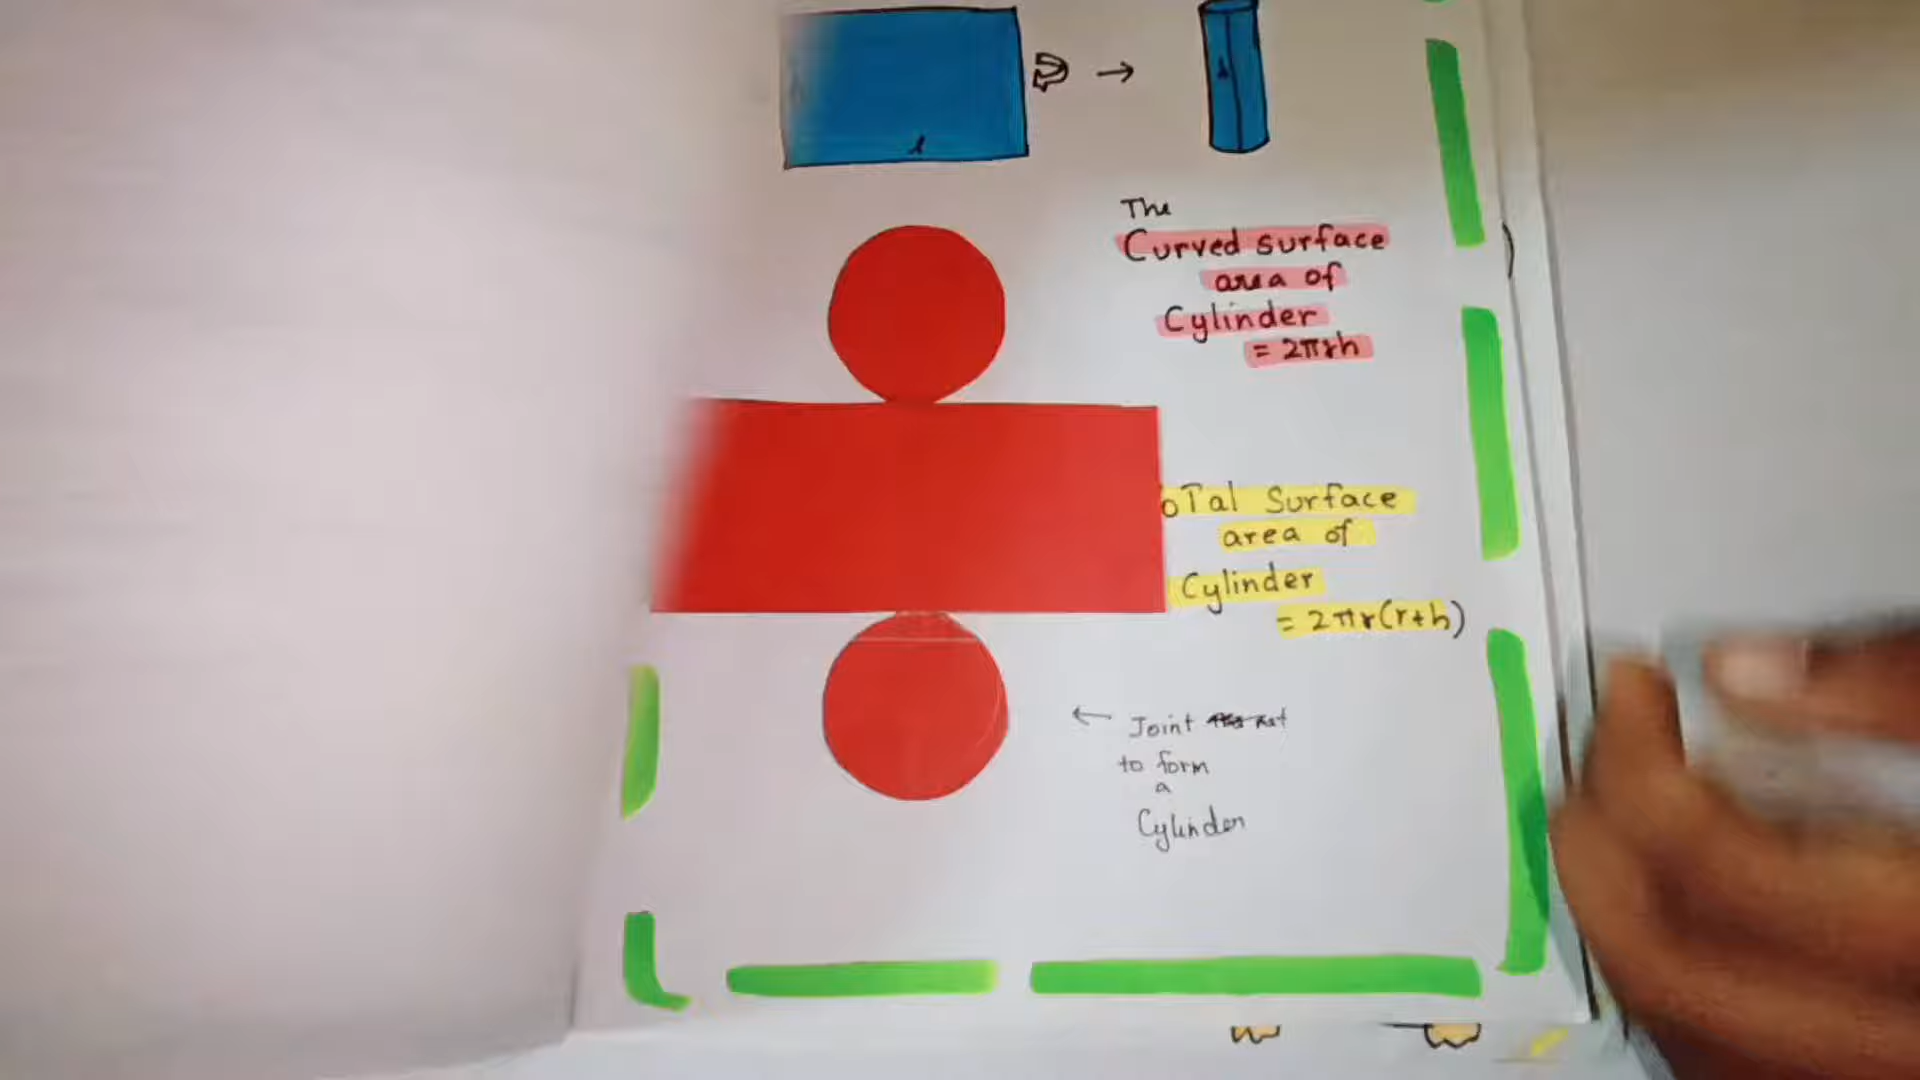 l
h
The
Curved surface
area of
Cylinder
= 2πrh
oTal Surface
area of
Cylinder
= 2πr(r+h)
← Joint
to form
a
Cylinder